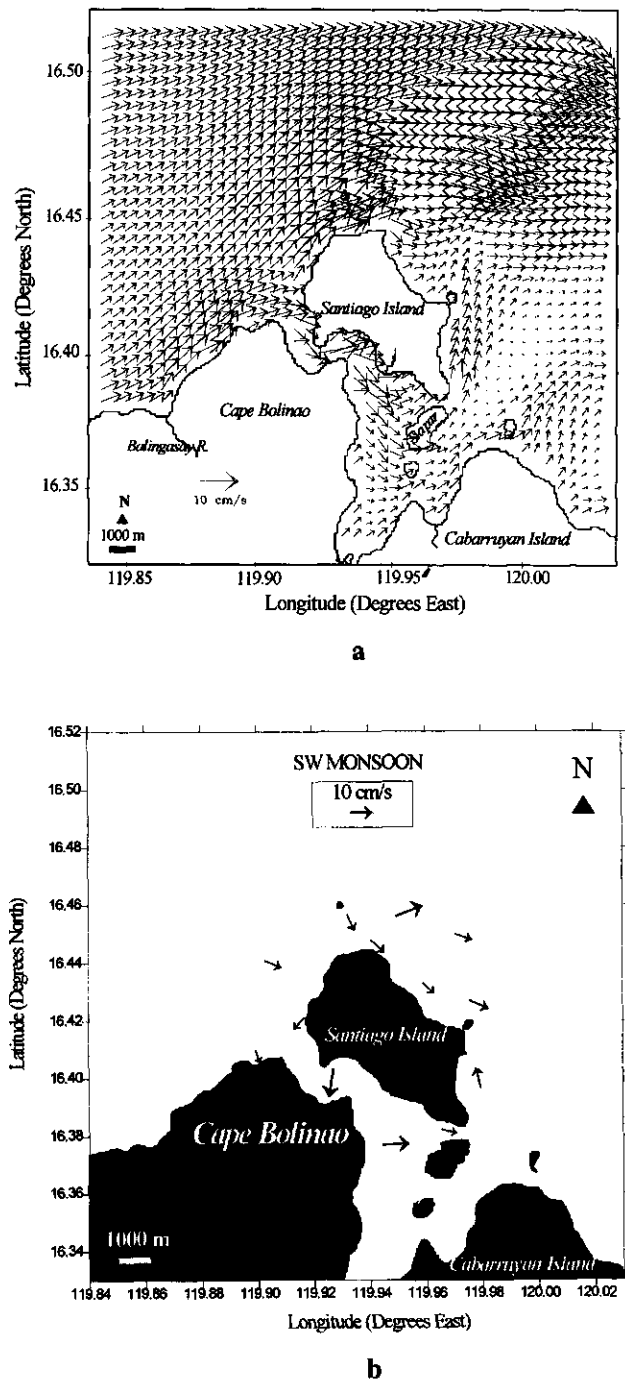 16.50
16.45
16.40
16.35
Latitude (Degrees North)
Santiago Island
Cape Bolinao
Siapar
Balingasay R.
10 cm/s
N
1000 m
Cabarruyan Island
119.85 119.90 119.95 120.00
Longitude (Degrees East)
a
16.52
16.50
16.48
16.46
16.44
16.42
16.40
16.38
16.36
16.34
Latitude (Degrees North)
SW MONSOON
10 cm/s
N
Santiago Island
Cape Bolinao
1000 m
Cabarruyan Island
119.84 119.86 119.88 119.90 119.92 119.94 119.96 119.98 120.00 120.02
Longitude (Degrees East)
b